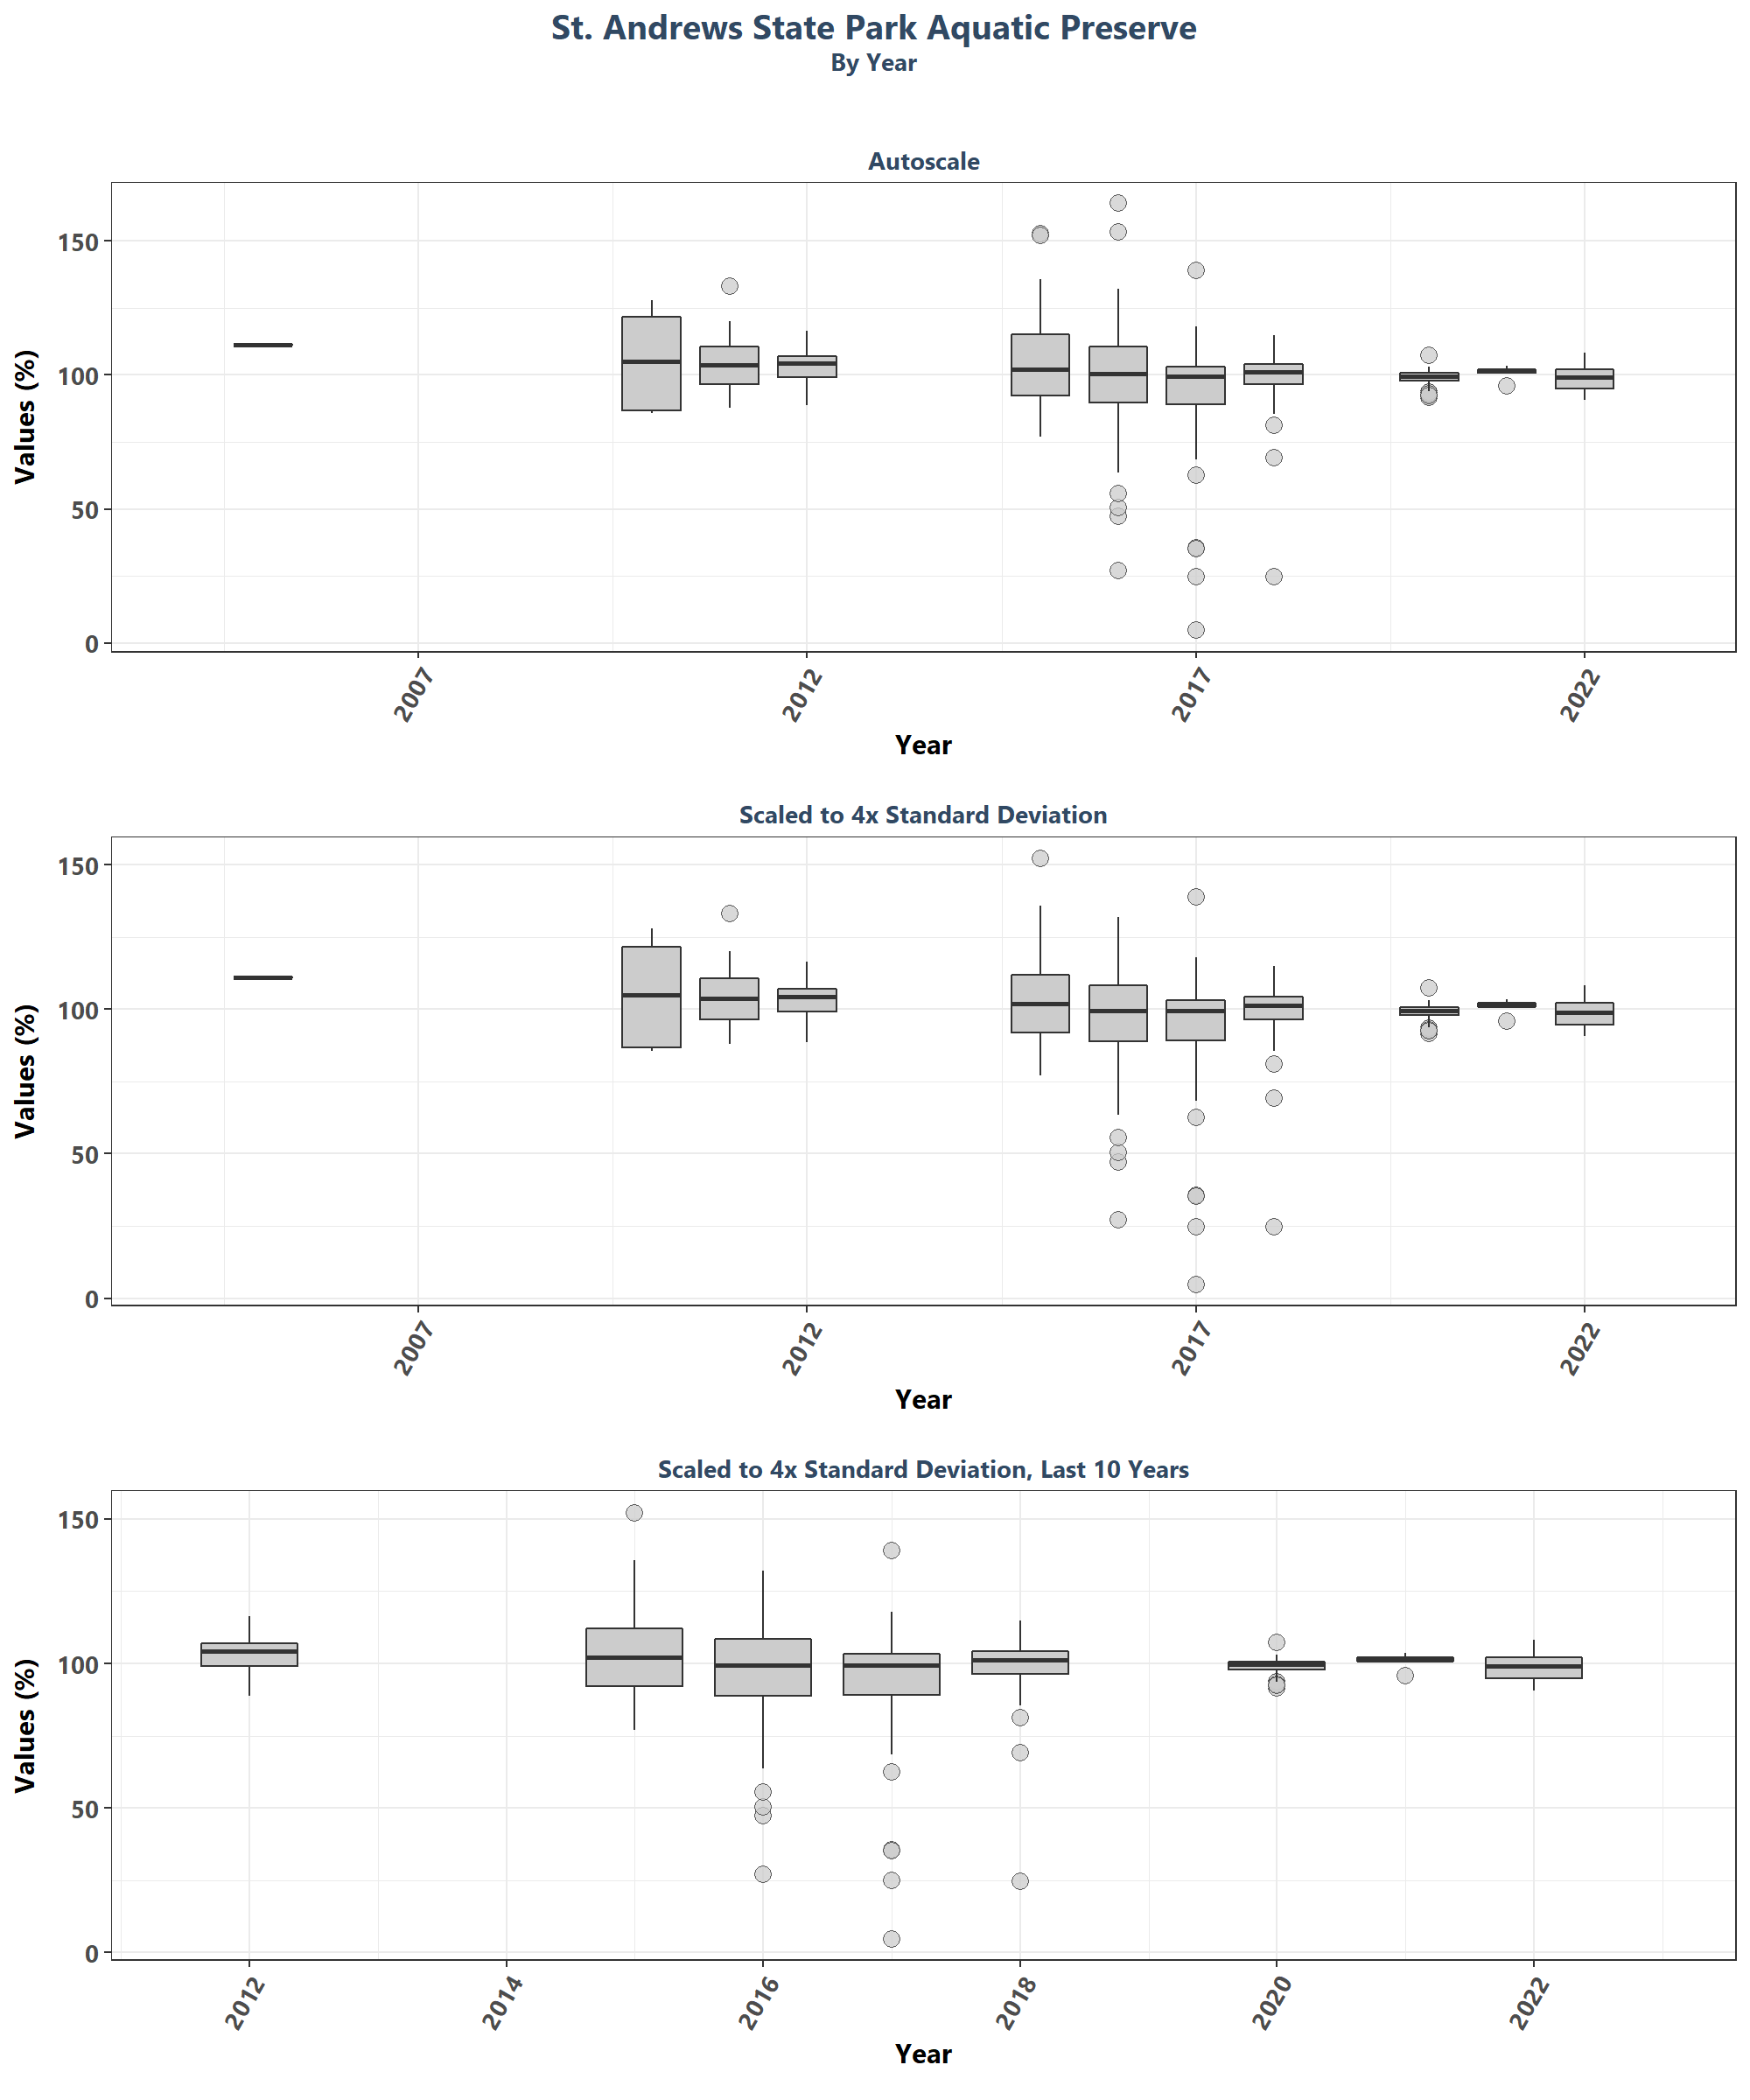 St. Andrews State Park Aquatic Preserve
By Year
Autoscale
Values (%)
150
100
50
0
2007
2012
2017
2022
Year
Scaled to 4x Standard Deviation
Values (%)
150
100
50
0
2007
2012
2017
2022
Year
Scaled to 4x Standard Deviation, Last 10 Years
Values (%)
150
100
50
0
2012
2014
2016
2018
2020
2022
Year